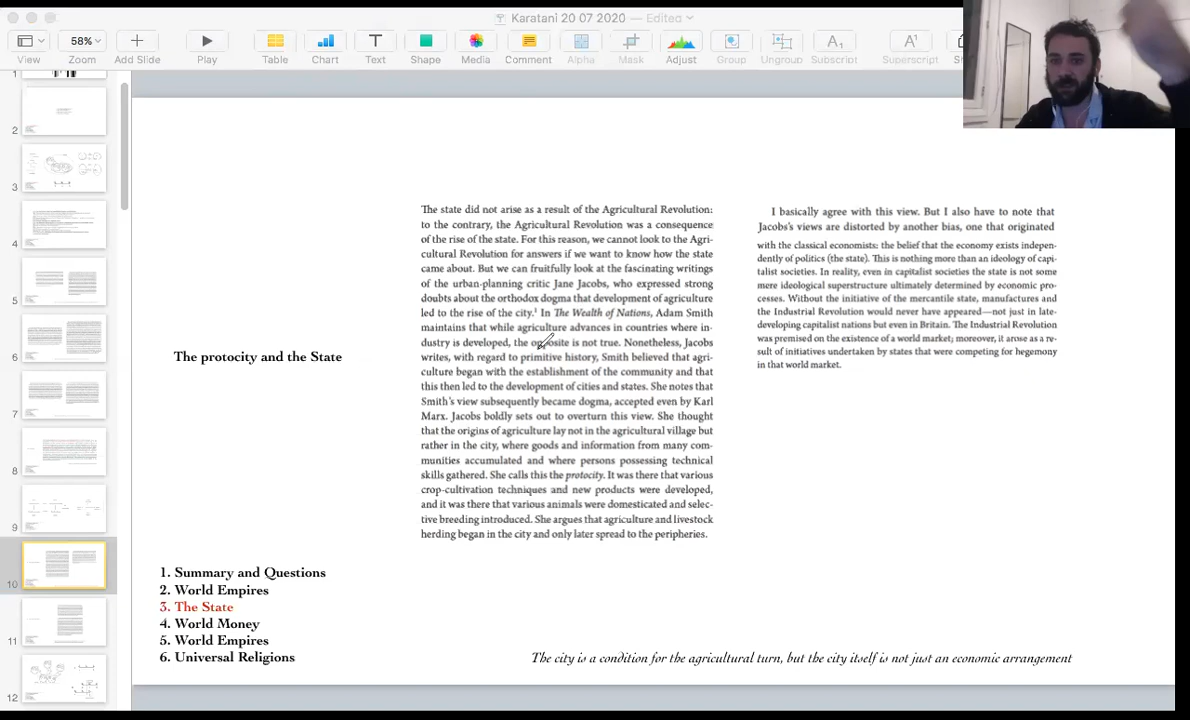 Karatani 20 07 2020 — Edited
58%
View
Zoom
Add Slide
Play
Table
Chart
Text
Shape
Media
Comment
Alpha
Mask
Adjust
Group
Ungroup
Subscript
Superscript
2
3
4
5
6
7
8
9
10
11
12
The protocity and the State
The state did not arise as a result of the Agricultural Revolution:
to the contrary, the Agricultural Revolution was a consequence
of the rise of the state. For this reason, we cannot look to the Agri-
cultural Revolution for answers if we want to know how the state
came about. But we can fruitfully look at the fascinating writings
of the urban-planning critic Jane Jacobs, who expressed strong
doubts about the orthodox dogma that development of agriculture
led to the rise of the city.¹ In The Wealth of Nations, Adam Smith
maintains that while agriculture advances in countries where in-
dustry is developed, the opposite is not true. Nonetheless, Jacobs
writes, with regard to primitive history, Smith believed that agri-
culture began with the establishment of the community and that
this then led to the development of cities and states. She notes that
Smith's view subsequently became dogma, accepted even by Karl
Marx. Jacobs boldly sets out to overturn this view. She thought
that the origins of agriculture lay not in the agricultural village but
rather in the city, where goods and information from many com-
munities accumulated and where persons possessing technical
skills gathered. She calls this the protocity. It was there that various
crop-cultivation techniques and new products were developed,
and it was there that various animals were domesticated and selec-
tive breeding introduced. She argues that agriculture and livestock
herding began in the city and only later spread to the peripheries.
I basically agree with this view. But I also have to note that
Jacobs's views are distorted by another bias, one that originated
with the classical economists: the belief that the economy exists indepen-
dently of politics (the state). This is nothing more than an ideology of capi-
talist societies. In reality, even in capitalist societies the state is not some
mere ideological superstructure ultimately determined by economic pro-
cesses. Without the initiative of the mercantile state, manufactures and
the Industrial Revolution would never have appeared—not just in late-
developing capitalist nations but even in Britain. The Industrial Revolution
was premised on the existence of a world market; moreover, it arose as a re-
sult of initiatives undertaken by states that were competing for hegemony
in that world market.
1. Summary and Questions
2. World Empires
3. The State
4. World Money
5. World Empires
6. Universal Religions
The city is a condition for the agricultural turn, but the city itself is not just an economic arrangement